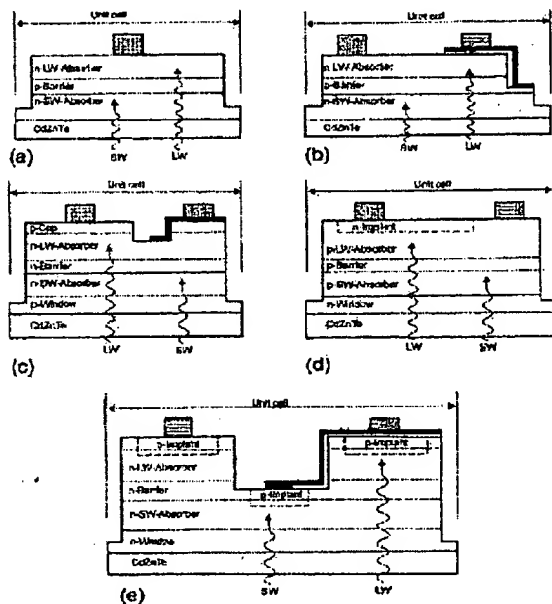 Unit cell
n-LW-Absorber
p-Barrier
n-SW-Absorber
CdZnTe
SW
LW
(a)
Unit cell
n-LW-Absorber
p-Barrier
n-SW-Absorber
CdZnTe
SW
LW
(b)
Unit cell
p-Cap
n-LW-Absorber
n-Barrier
n-SW-Absorber
p-Window
CdZnTe
LW
SW
(c)
Unit cell
n-Implant
p-LW-Absorber
p-Barrier
p-SW-Absorber
n-Window
CdZnTe
LW
SW
(d)
Unit cell
p-Implant
p-Implant
n-LW-Absorber
n-Barrier
p-Implant
n-SW-Absorber
n-Window
CdZnTe
SW
LW
(e)